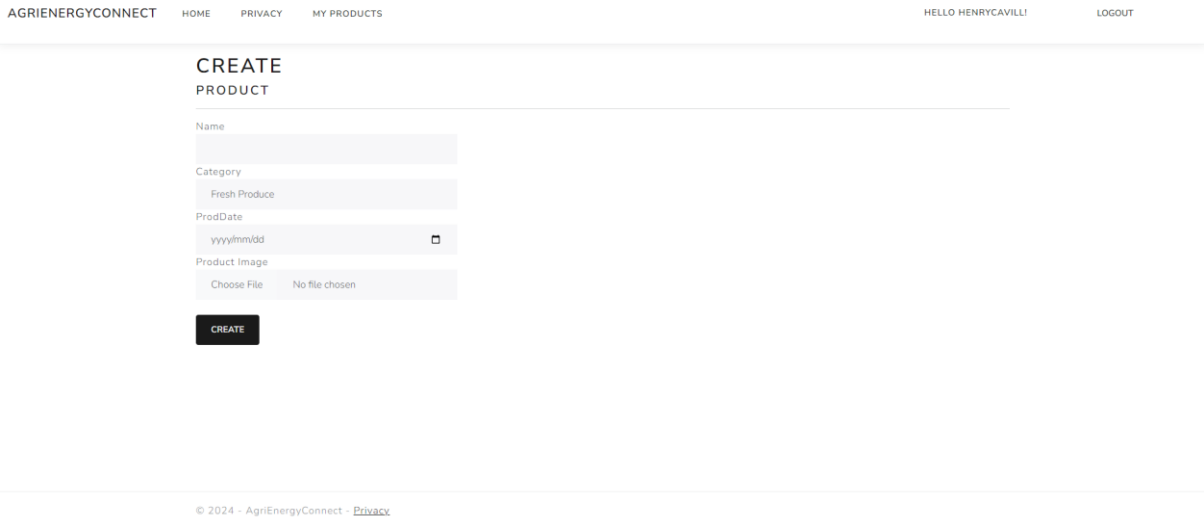 AGRIENERGYCONNECT HOME PRIVACY MY PRODUCTS HELLO HENRYCAVILL! LOGOUT
CREATE
PRODUCT
Name
Category
Fresh Produce
ProdDate
yyyy/mm/dd
Product Image
Choose File No file chosen
CREATE
© 2024 - AgriEnergyConnect - Privacy